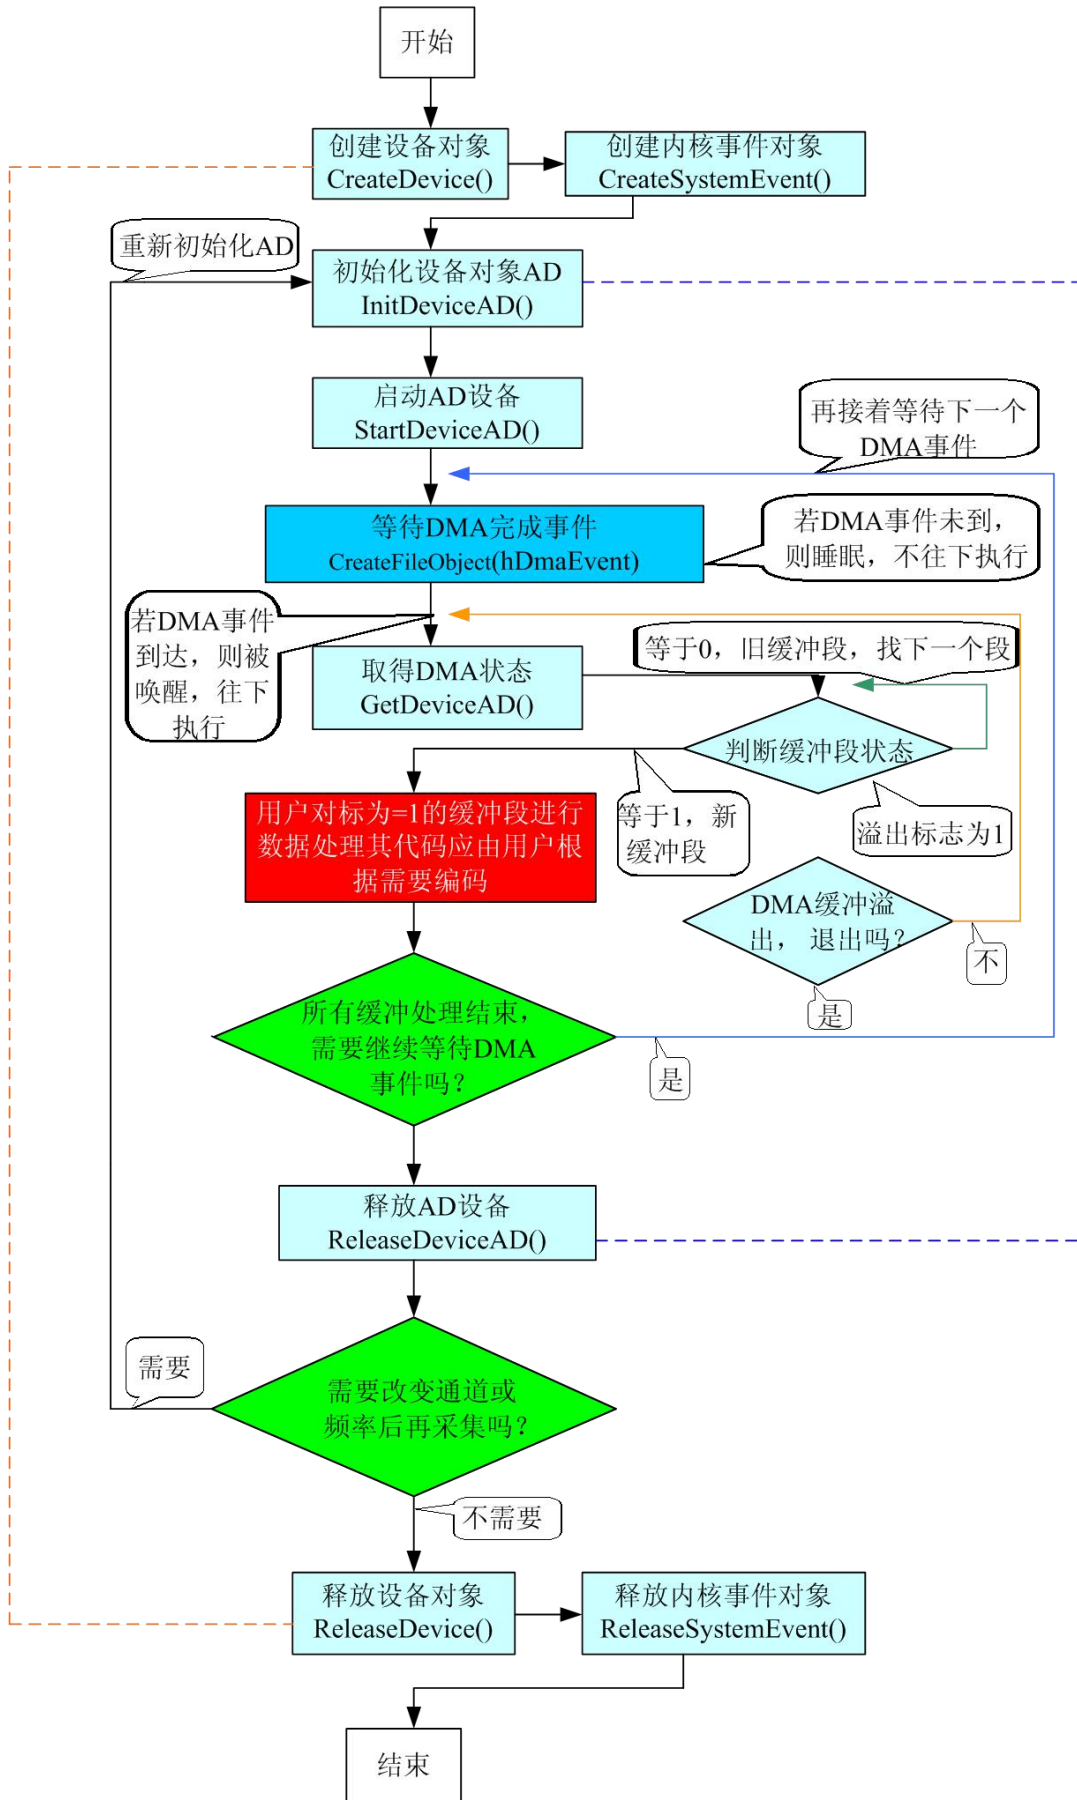 开始
创建设备对象
CreateDevice()
创建内核事件对象
CreateSystemEvent()
重新初始化AD
初始化设备对象AD
InitDeviceAD()
启动AD设备
StartDeviceAD()
再接着等待下一个
DMA事件
等待DMA完成事件
CreateFileObject(hDmaEvent)
若DMA事件未到，
则睡眠，不往下执行
若DMA事件
到达，则被
唤醒，往下
执行
取得DMA状态
GetDeviceAD()
等于0，旧缓冲段，找下一个段
判断缓冲段状态
等于1，新
缓冲段
溢出标志为1
用户对标为=1的缓冲段进行
数据处理其代码应由用户根
据需要编码
DMA缓冲溢
出， 退出吗？
不
是
所有缓冲处理结束，
需要继续等待DMA
事件吗？
是
释放AD设备
ReleaseDeviceAD()
需要
需要改变通道或
频率后再采集吗？
不需要
释放设备对象
ReleaseDevice()
释放内核事件对象
ReleaseSystemEvent()
结束